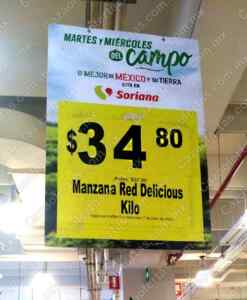 MARTES Y MIÉRCOLES
DEL Campo
LO MEJOR DE MÉXICO Y SU TIERRA
ESTÁ EN
Soriana
$34 80
Manzana Red Delicious
Kilo